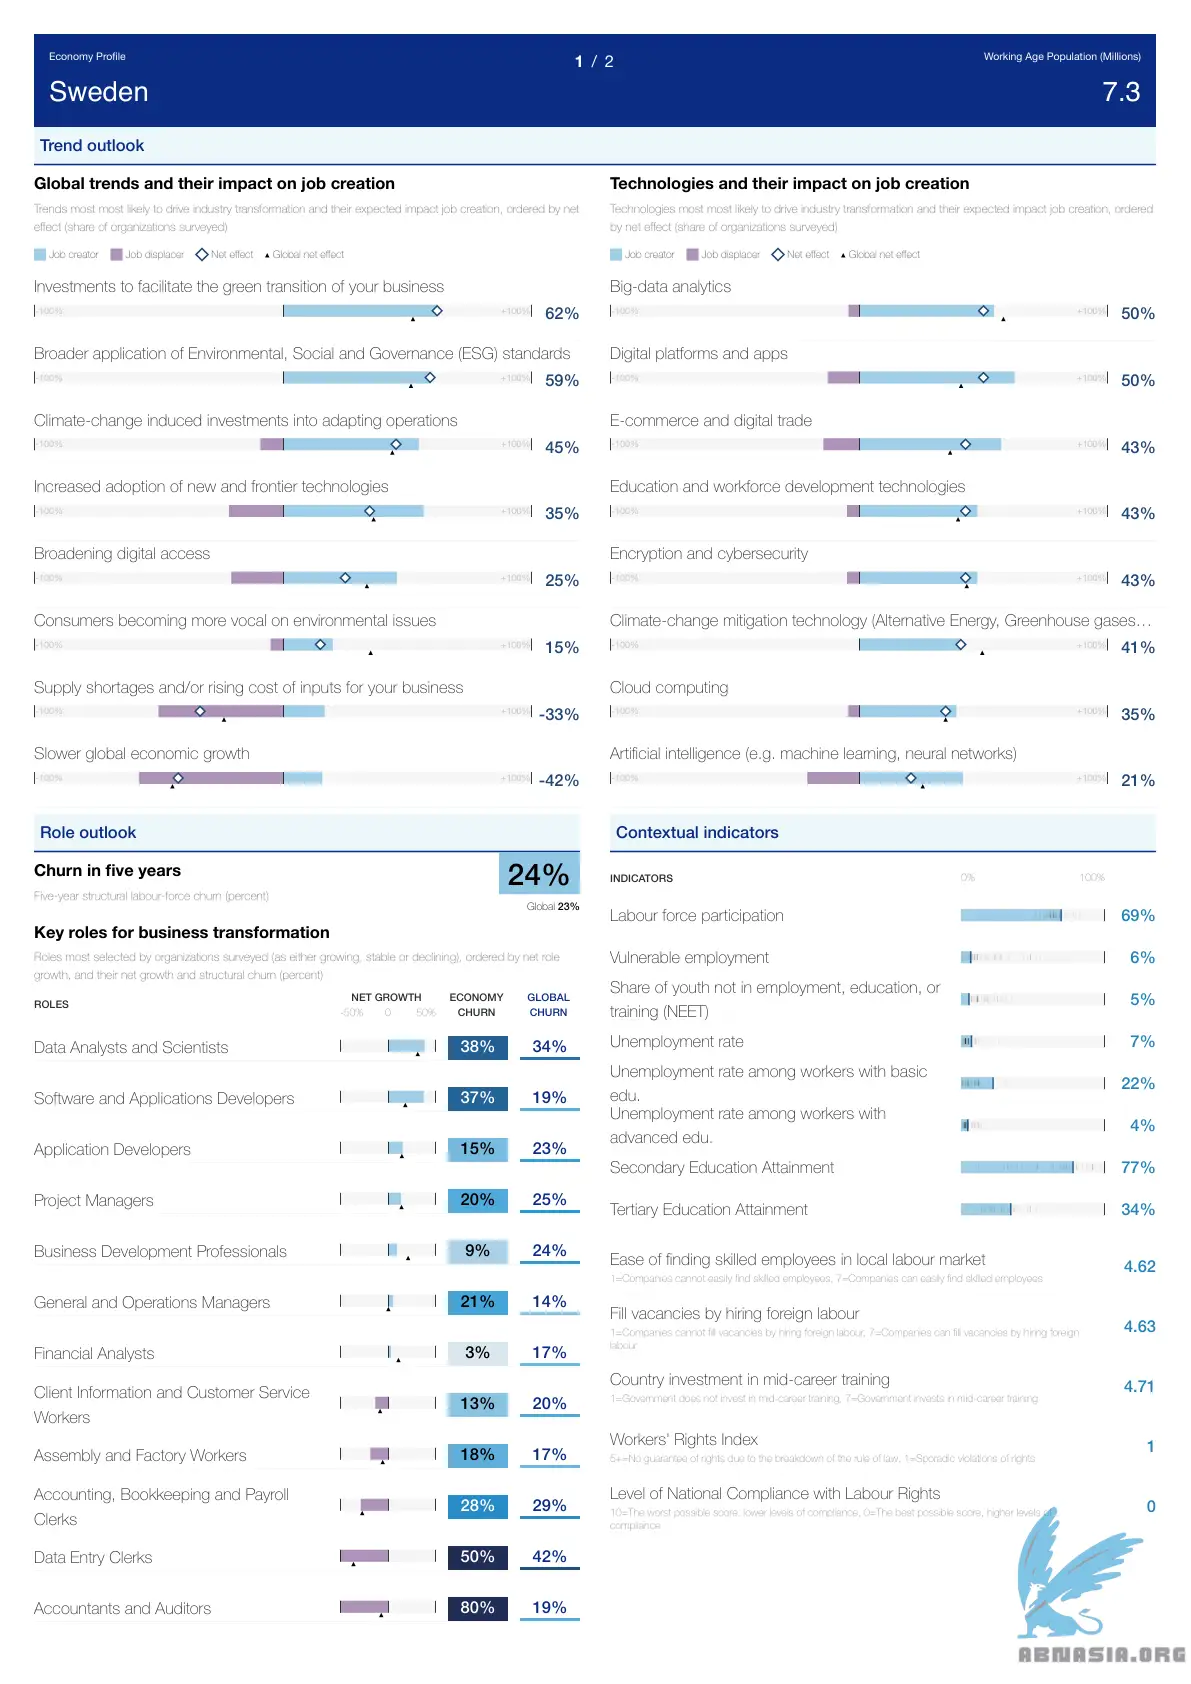 Economy Profile
1 / 2
Working Age Population (Millions)
Sweden
7.3
Trend outlook
Global trends and their impact on job creation
Trends most most likely to drive industry transformation and their expected impact job creation, ordered by net
effect (share of organizations surveyed)
Job creator Job displacer Net effect Global net effect
Investments to facilitate the green transition of your business
-100% +100% 62%
Broader application of Environmental, Social and Governance (ESG) standards
-100% +100% 59%
Climate-change induced investments into adapting operations
-100% +100% 45%
Increased adoption of new and frontier technologies
-100% +100% 35%
Broadening digital access
-100% +100% 25%
Consumers becoming more vocal on environmental issues
-100% +100% 15%
Supply shortages and/or rising cost of inputs for your business
-100% +100% -33%
Slower global economic growth
-100% +100% -42%
Technologies and their impact on job creation
Technologies most most likely to drive industry transformation and their expected impact job creation, ordered
by net effect (share of organizations surveyed)
Job creator Job displacer Net effect Global net effect
Big-data analytics
-100% +100% 50%
Digital platforms and apps
-100% +100% 50%
E-commerce and digital trade
-100% +100% 43%
Education and workforce development technologies
-100% +100% 43%
Encryption and cybersecurity
-100% +100% 43%
Climate-change mitigation technology (Alternative Energy, Greenhouse gases…
-100% +100% 41%
Cloud computing
-100% +100% 35%
Artificial intelligence (e.g. machine learning, neural networks)
-100% +100% 21%
Role outlook
Churn in five years
24%
Five-year structural labour-force churn (percent)
Global 23%
Key roles for business transformation
Roles most selected by organizations surveyed (as either growing, stable or declining), ordered by net role
growth, and their net growth and structural churn (percent)
ROLES NET GROWTH ECONOMY GLOBAL
-50% 0 50% CHURN CHURN
Data Analysts and Scientists 38% 34%
Software and Applications Developers 37% 19%
Application Developers 15% 23%
Project Managers 20% 25%
Business Development Professionals 9% 24%
General and Operations Managers 21% 14%
Financial Analysts 3% 17%
Client Information and Customer Service
Workers 13% 20%
Assembly and Factory Workers 18% 17%
Accounting, Bookkeeping and Payroll
Clerks 28% 29%
Data Entry Clerks 50% 42%
Accountants and Auditors 80% 19%
Contextual indicators
INDICATORS 0% 100%
Labour force participation 69%
Vulnerable employment 6%
Share of youth not in employment, education, or
training (NEET) 5%
Unemployment rate 7%
Unemployment rate among workers with basic
edu. 22%
Unemployment rate among workers with
advanced edu. 4%
Secondary Education Attainment 77%
Tertiary Education Attainment 34%
Ease of finding skilled employees in local labour market
1=Companies cannot easily find skilled employees, 7=Companies can easily find skilled employees
4.62
Fill vacancies by hiring foreign labour
1=Companies cannot fill vacancies by hiring foreign labour, 7=Companies can fill vacancies by hiring foreign
labour
4.63
Country investment in mid-career training
1=Government does not invest in mid-career training, 7=Government invests in mid-career training
4.71
Workers' Rights Index
5+=No guarantee of rights due to the breakdown of the rule of law, 1=Sporadic violations of rights
1
Level of National Compliance with Labour Rights
10=The worst possible score, lower levels of compliance, 0=The best possible score, higher levels of
compliance
0
ABNASIA.ORG